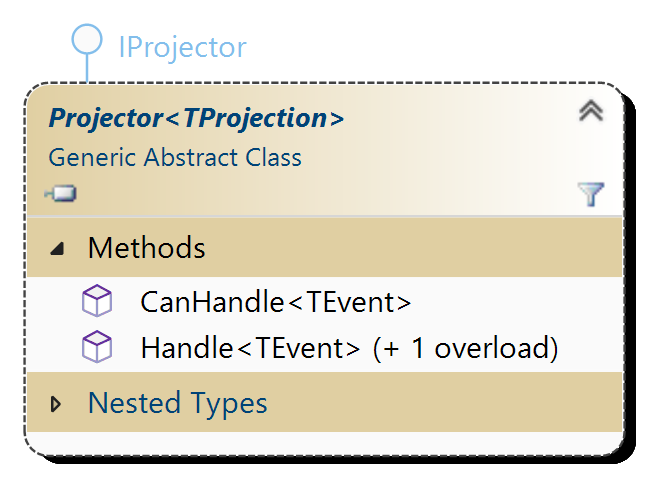 IProjector
Projector<TProjection>
Generic Abstract Class
Methods
CanHandle<TEvent>
Handle<TEvent> (+ 1 overload)
Nested Types